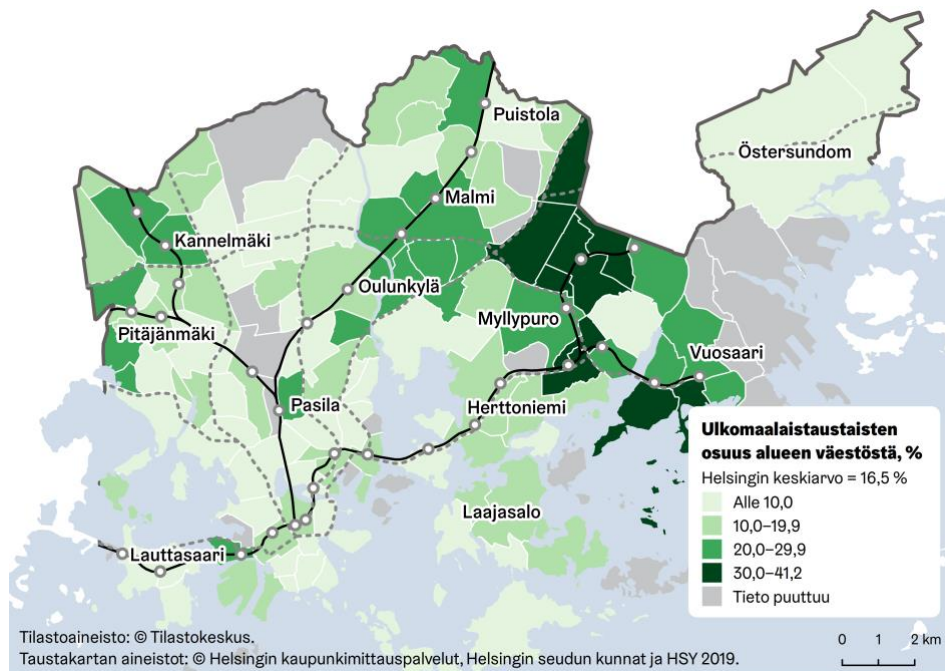 Puistola
Östersundom
Malmi
Kannelmäki
Oulunkylä
Pitäjänmäki
Myllypuro
Vuosaari
Pasila
Herttoniemi
Laajasalo
Lauttasaari
Ulkomaalaistaustaisten
osuus alueen väestöstä, %
Helsingin keskiarvo = 16,5 %
Alle 10,0
10,0–19,9
20,0–29,9
30,0–41,2
Tieto puuttuu
Tilastoaineisto: © Tilastokeskus.
Taustakartan aineistot: © Helsingin kaupunkimittauspalvelut, Helsingin seudun kunnat ja HSY 2019.
0 1 2 km